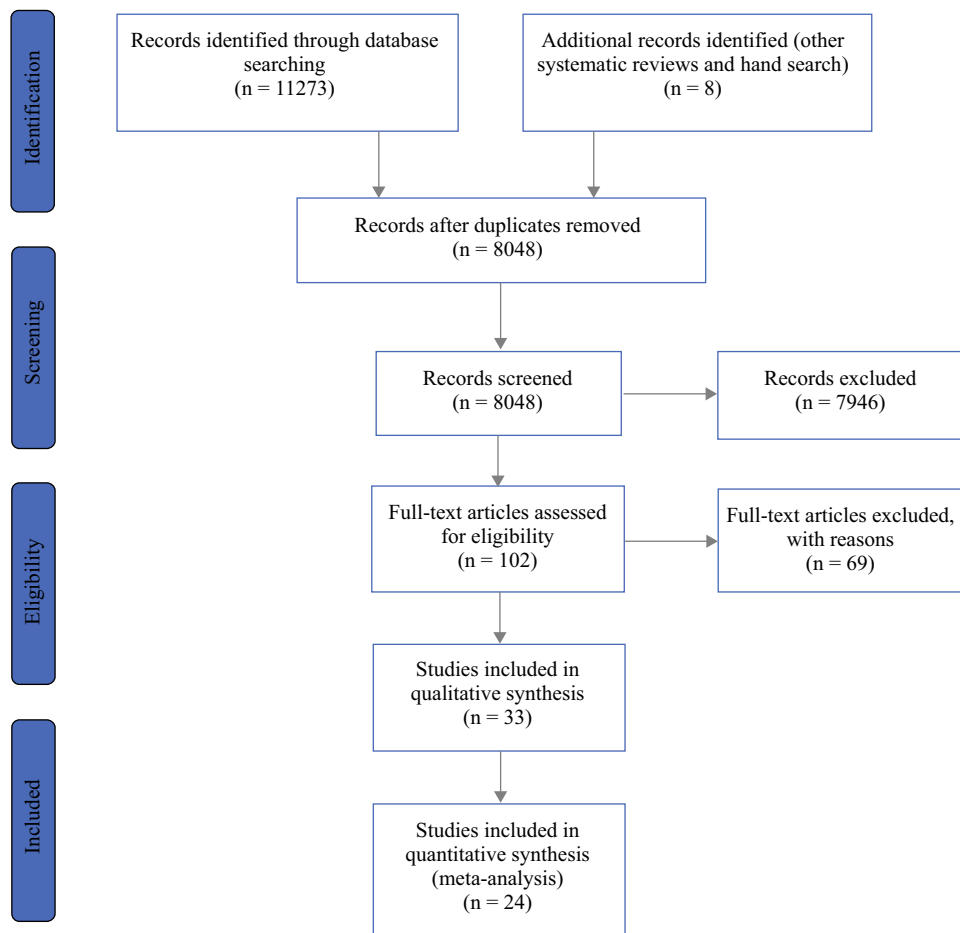 Identification
Records identified through database
searching
(n = 11273)
Additional records identified (other
systematic reviews and hand search)
(n = 8)
Records after duplicates removed
(n = 8048)
Screening
Records screened
(n = 8048)
Records excluded
(n = 7946)
Eligibility
Full-text articles assessed
for eligibility
(n = 102)
Full-text articles excluded,
with reasons
(n = 69)
Studies included in
qualitative synthesis
(n = 33)
Included
Studies included in
quantitative synthesis
(meta-analysis)
n = 24)